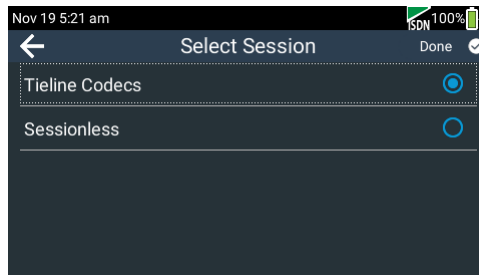 Nov 19 5:21 am ISDN 100%
Select Session Done
Tieline Codecs
Sessionless